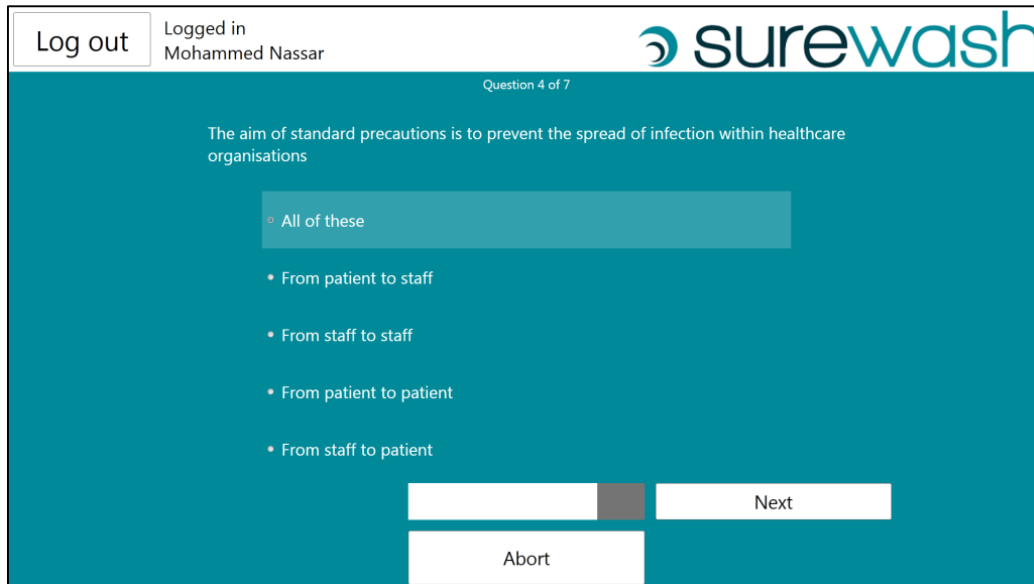 Log out
Logged in
Mohammed Nassar
surewash
Question 4 of 7
The aim of standard precautions is to prevent the spread of infection within healthcare
organisations
All of these
From patient to staff
From staff to staff
From patient to patient
From staff to patient
Next
Abort